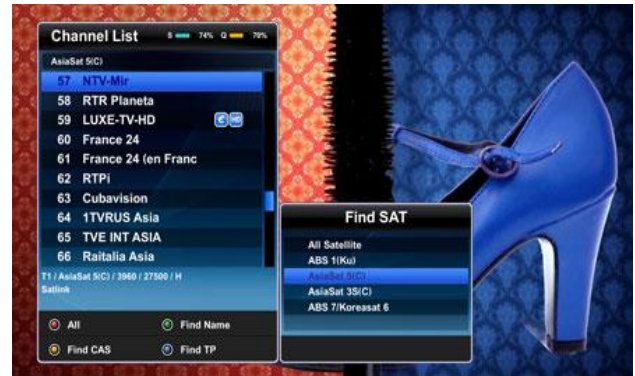 Channel List S 74% Q 79%
AsiaSat 5(C)
57 NTV-Mir
58 RTR Planeta
59 LUXE-TV-HD € HD
60 France 24
61 France 24 (en Franc
62 RTPi
63 Cubavision
64 1TVRUS Asia
65 TVE INT ASIA
66 Raitalia Asia
T1 / AsiaSat 5(C) / 3960 / 27500 / H
Satlink
All
Find Name
Find CAS
Find TP
Find SAT
All Satellite
ABS 1(Ku)
AsiaSat 5(C)
AsiaSat 3S(C)
ABS 7/Koreasat 6